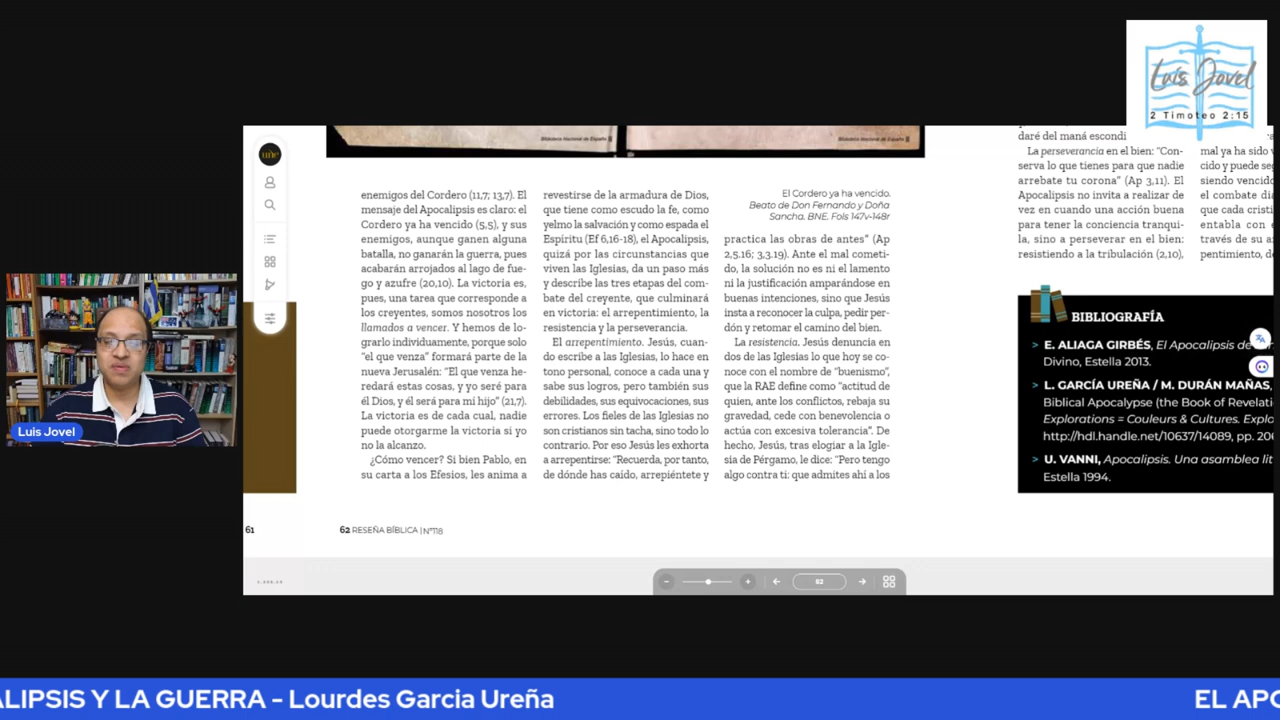 Luis Jovel
2 Timoteo 2:15
Biblioteca Nacional de España
Biblioteca Nacional de España
bne
enemigos del Cordero (11,7; 13,7). El
mensaje del Apocalipsis es claro: el
Cordero ya ha vencido (5,5), y sus
enemigos, aunque ganen alguna
batalla, no ganarán la guerra, pues
acabarán arrojados al lago de fue-
go y azufre (20,10). La victoria es,
pues, una tarea que corresponde a
los creyentes, somos nosotros los
llamados a vencer. Y hemos de lo-
grarlo individualmente, porque solo
"el que venza" formará parte de la
nueva Jerusalén: "El que venza he-
redará estas cosas, y yo seré para
él Dios, y él será para mí hijo" (21,7).
La victoria es de cada cual, nadie
puede otorgarme la victoria si yo
no la alcanzo.
¿Cómo vencer? Si bien Pablo, en
su carta a los Efesios, les anima a
revestirse de la armadura de Dios,
que tiene como escudo la fe, como
yelmo la salvación y como espada el
Espíritu (Ef 6,16-18), el Apocalipsis,
quizá por las circunstancias que
viven las Iglesias, da un paso más
y describe las tres etapas del com-
bate del creyente, que culminará
en victoria: el arrepentimiento, la
resistencia y la perseverancia.
El arrepentimiento. Jesús, cuan-
do escribe a las Iglesias, lo hace en
tono personal, conoce a cada una y
sabe sus logros, pero también sus
debilidades, sus equivocaciones, sus
errores. Los fieles de las Iglesias no
son cristianos sin tacha, sino todo lo
contrario. Por eso Jesús les exhorta
a arrepentirse: "Recuerda, por tanto,
de dónde has caído, arrepiéntete y
El Cordero ya ha vencido.
Beato de Don Fernando y Doña
Sancha. BNE, Fols 147v-148r
practica las obras de antes" (Ap
2,5.16; 3,3.19). Ante el mal cometi-
do, la solución no es ni el lamento
ni la justificación amparándose en
buenas intenciones, sino que Jesús
insta a reconocer la culpa, pedir per-
dón y retomar el camino del bien.
La resistencia. Jesús denuncia en
dos de las Iglesias lo que hoy se co-
noce con el nombre de "buenismo",
que la RAE define como "actitud de
quien, ante los conflictos, rebaja su
gravedad, cede con benevolencia o
actúa con excesiva tolerancia". De
hecho, Jesús, tras elogiar a la Igle-
sia de Pérgamo, le dice: "Pero tengo
algo contra ti: que admites ahí a los
daré del maná escondi
La perseverancia en el bien: "Con-
serva lo que tienes para que nadie
arrebate tu corona" (Ap 3,11). El
Apocalipsis no invita a realizar de
vez en cuando una acción buena
para tener la conciencia tranqui-
la, sino a perseverar en el bien:
resistiendo a la tribulación (2,10),
mal ya ha sido v
cido y puede seg
siendo vencido
el combate di
que cada cristi
entabla con e
través de su a
pentimiento, d
BIBLIOGRAFÍA
> E. ALIAGA GIRBÉS, El Apocalipsis de
Divino, Estella 2013.
> L. GARCÍA UREÑA / M. DURÁN MAÑAS,
Biblical Apocalypse (the Book of Revelati
Explorations = Couleurs & Cultures. Explo
http://hdl.handle.net/10637/14089, pp. 206
> U. VANNI, Apocalipsis. Una asamblea lit
Estella 1994.
61
62 RESEÑA BÍBLICA | Nº118
62
Luis Jovel
ALIPSIS Y LA GUERRA - Lourdes Garcia Ureña
EL APO